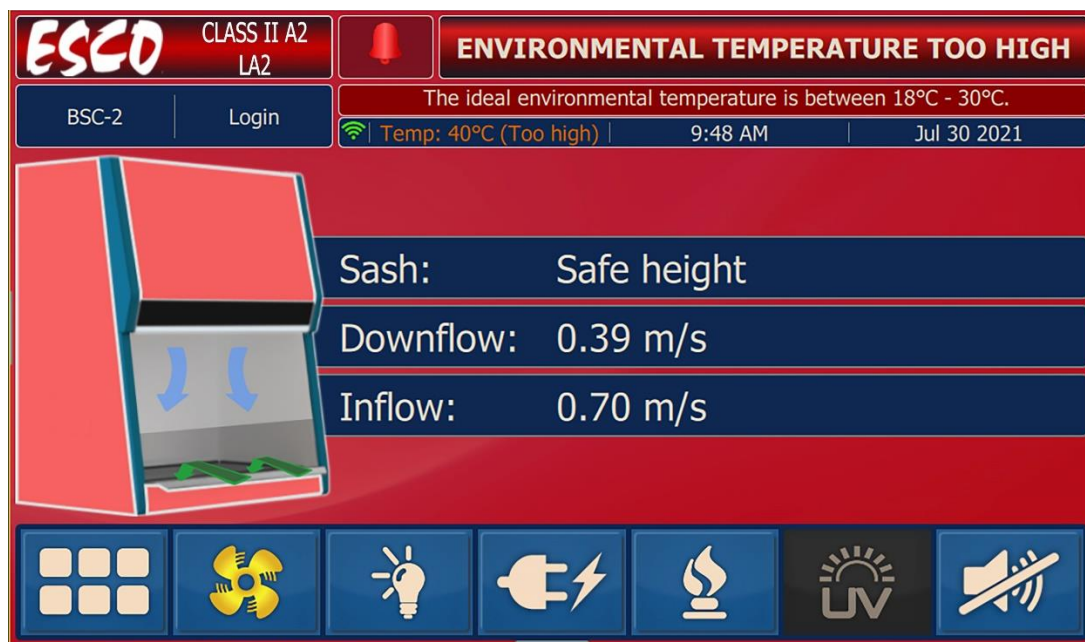 ESCO
CLASS II A2
LA2
ENVIRONMENTAL TEMPERATURE TOO HIGH
The ideal environmental temperature is between 18°C - 30°C.
BSC-2 | Login
Temp: 40°C (Too high) | 9:48 AM | Jul 30 2021
Sash: Safe height
Downflow: 0.39 m/s
Inflow: 0.70 m/s
UV